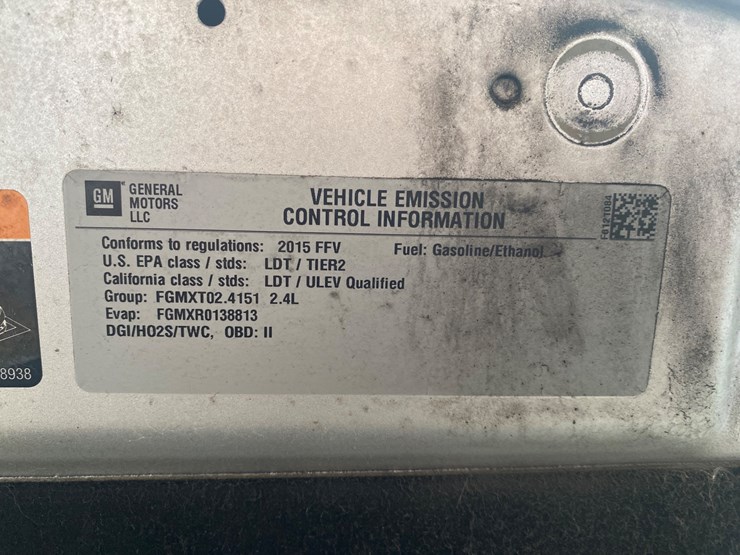 GM
GENERAL
MOTORS
LLC
VEHICLE EMISSION
CONTROL INFORMATION
Conforms to regulations: 2015 FFV Fuel: Gasoline/Ethanol
U.S. EPA class / stds: LDT / TIER2
California class / stds: LDT / ULEV Qualified
Group: FGMXT02.4151 2.4L
Evap: FGMXR0138813
DGI/HO2S/TWC, OBD: II
8938